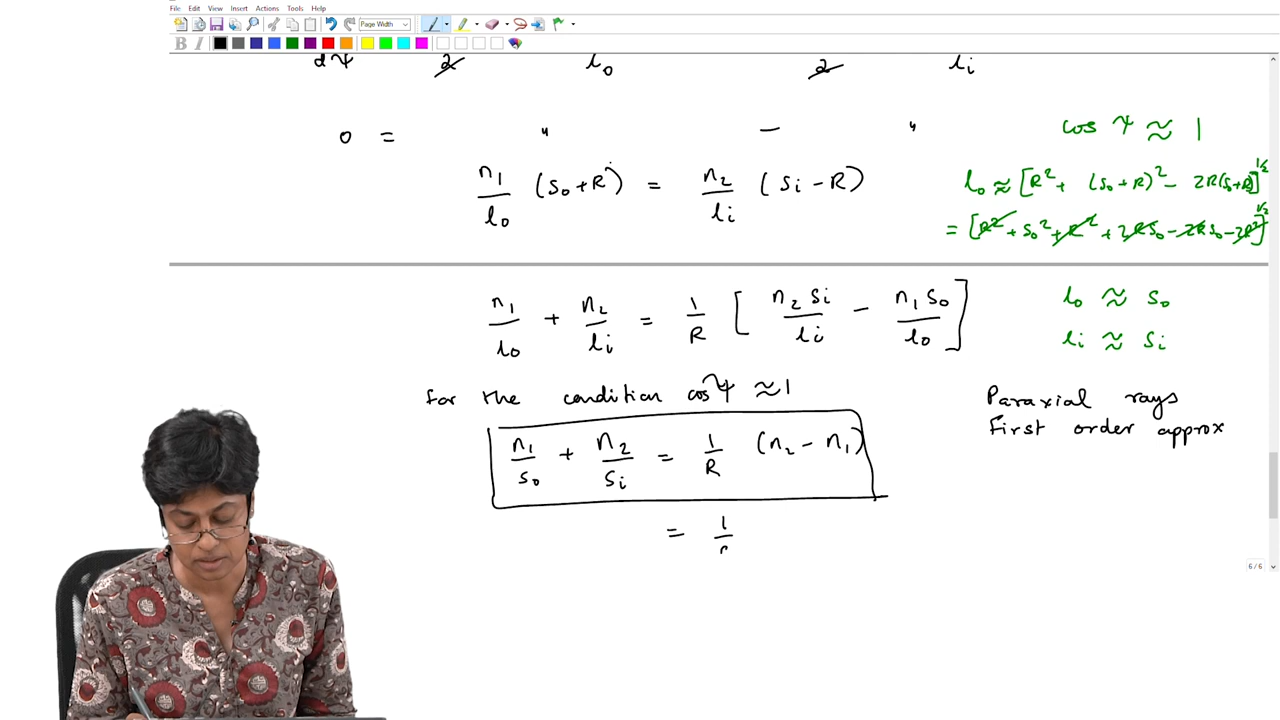 File Edit View Insert Actions Tools Help
Page Width
B I
dψ 2 l₀ 2 lᵢ
0 = " − " cos ψ ≈ 1
n₁/l₀ (s₀+R) = n₂/lᵢ (sᵢ−R) l₀ ≈ [R² + (s₀+R)² − 2R(s₀+R)]^1/2
= [R² + s₀² + R² + 2Rs₀ − 2Rs₀ − 2R²]^1/2
n₁/l₀ + n₂/lᵢ = 1/R [n₂sᵢ/lᵢ − n₁s₀/l₀] l₀ ≈ s₀
lᵢ ≈ sᵢ
for the condition cos ψ ≈ 1 Paraxial rays
n₁/s₀ + n₂/sᵢ = 1/R (n₂ − n₁) First order approx
= 1/
6 / 6